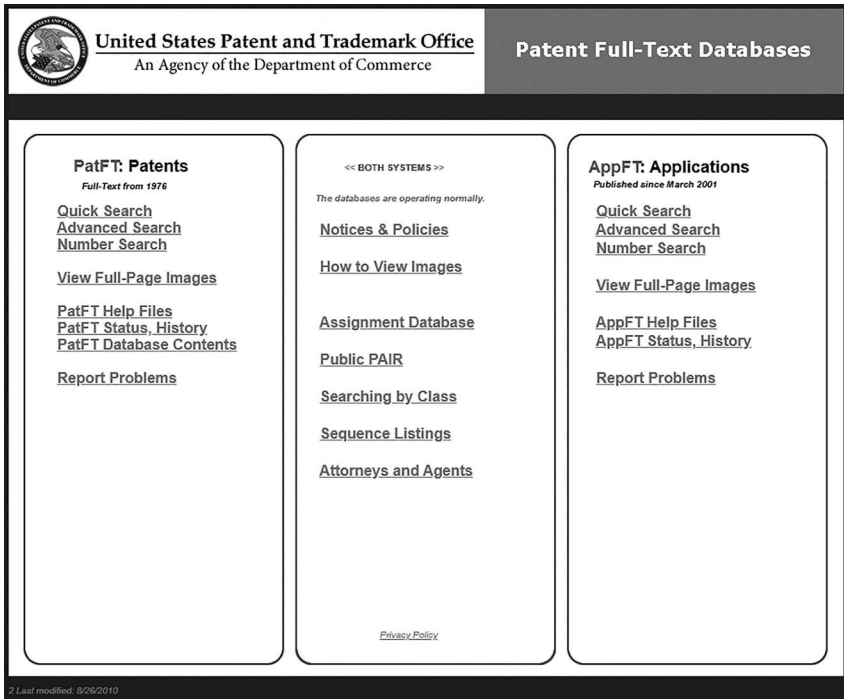 United States Patent and Trademark Office
An Agency of the Department of Commerce
Patent Full-Text Databases
PatFT: Patents
Full-Text from 1976
Quick Search
Advanced Search
Number Search
View Full-Page Images
PatFT Help Files
PatFT Status, History
PatFT Database Contents
Report Problems
<< BOTH SYSTEMS >>
The databases are operating normally.
Notices & Policies
How to View Images
Assignment Database
Public PAIR
Searching by Class
Sequence Listings
Attorneys and Agents
Privacy Policy
AppFT: Applications
Published since March 2001
Quick Search
Advanced Search
Number Search
View Full-Page Images
AppFT Help Files
AppFT Status, History
Report Problems
2 Last modified: 8/26/2010